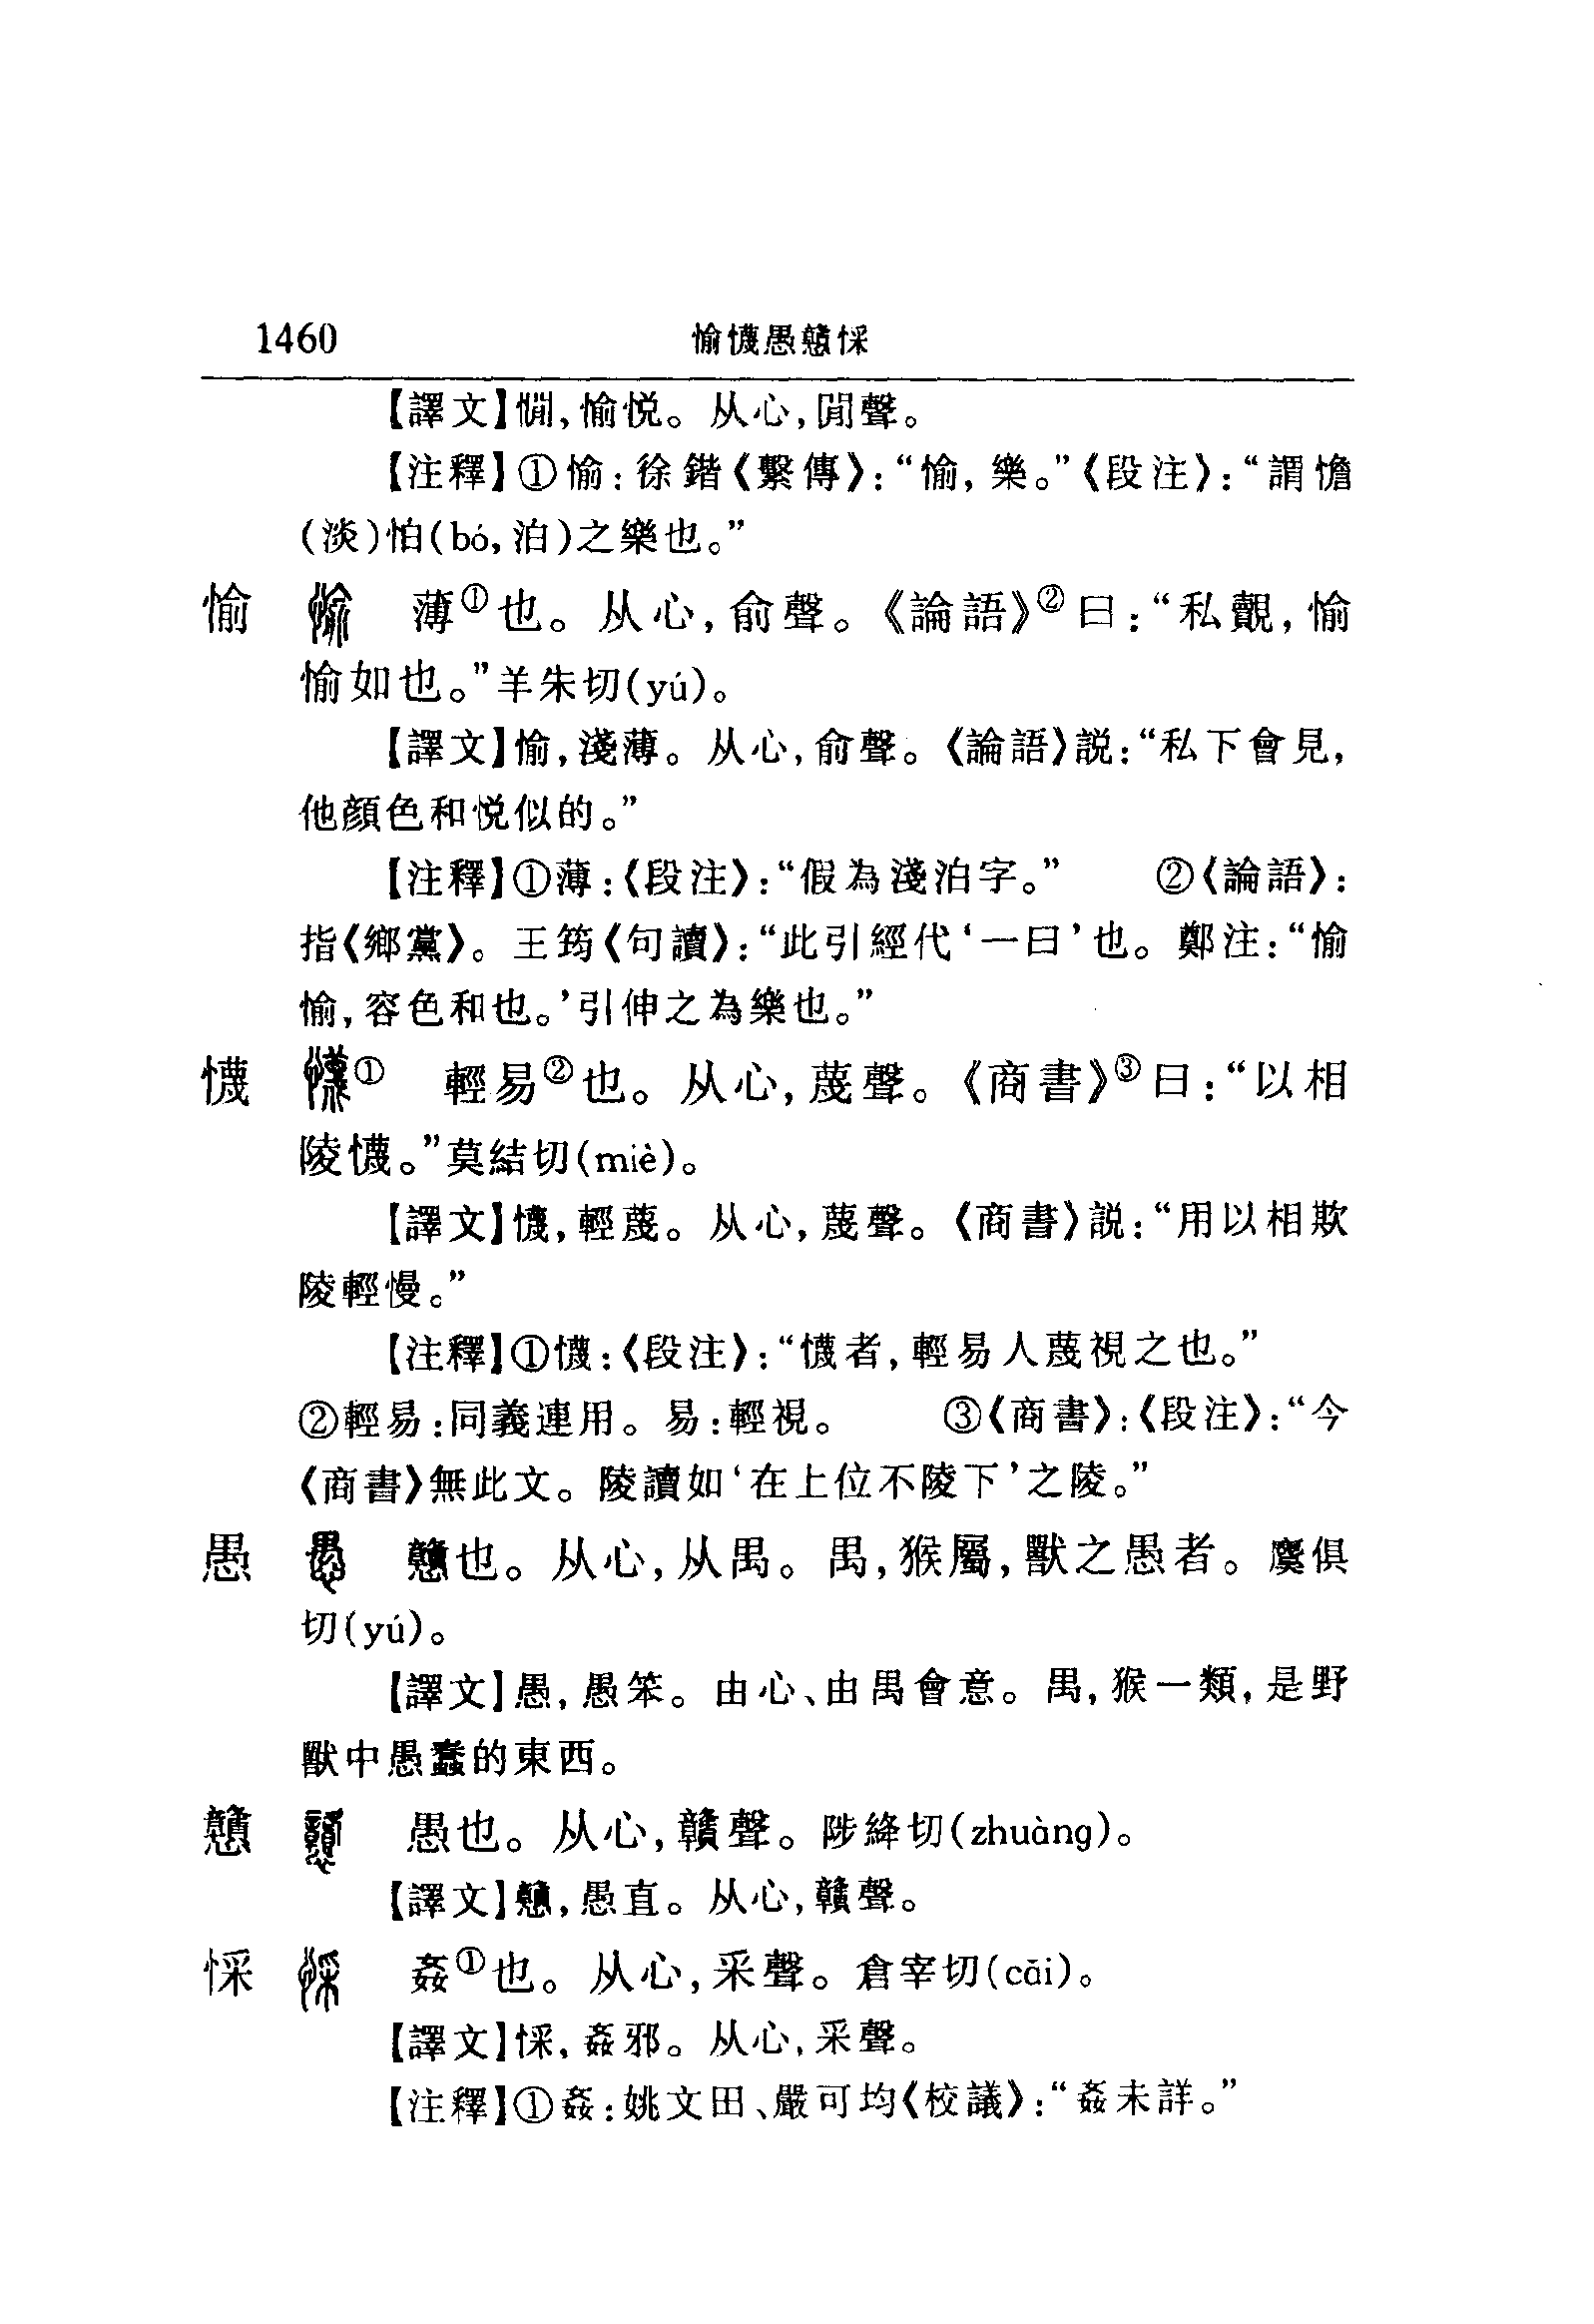 1460 愉懱愚戇悇
【譯文】憪,愉悦。从心,閒聲。
【注釋】①愉:徐鍇《繫傳》:“愉,樂。”《段注》:“謂憺
(淡)怕(bó,泊)之樂也。”
愉 薄①也。从心,俞聲。《論語》②曰:“私覿,愉
愉如也。”羊朱切(yú)。
【譯文】愉,淺薄。从心,俞聲。《論語》説:“私下會見,
他顔色和悦似的。”
【注釋】①薄:《段注》:“假為淺泊字。” ②《論語》:
指《鄉黨》。王筠《句讀》:“此引經代‘一曰’也。鄭注:“愉
愉,容色和也。’引伸之為樂也。”
懱 ① 輕易②也。从心,蔑聲。《商書》③曰:“以相
陵懱。”莫結切(miè)。
【譯文】懱,輕蔑。从心,蔑聲。《商書》説:“用以相欺
陵輕慢。”
【注釋】①懱:《段注》:“懱者,輕易人蔑視之也。”
②輕易:同義連用。易:輕視。 ③《商書》:《段注》:“今
《商書》無此文。陵讀如‘在上位不陵下’之陵。”
愚 戇也。从心,从禺。禺,猴屬,獸之愚者。麌俱
切(yú)。
【譯文】愚,愚笨。由心、由禺會意。禺,猴一類,是野
獸中愚蠢的東西。
戇 愚也。从心,贛聲。陟絳切(zhuàng)。
【譯文】戇,愚直。从心,贛聲。
悇 姦①也。从心,采聲。倉宰切(cǎi)。
【譯文】悇,姦邪。从心,采聲。
【注釋】①姦:姚文田、嚴可均《校議》:“姦未詳。”